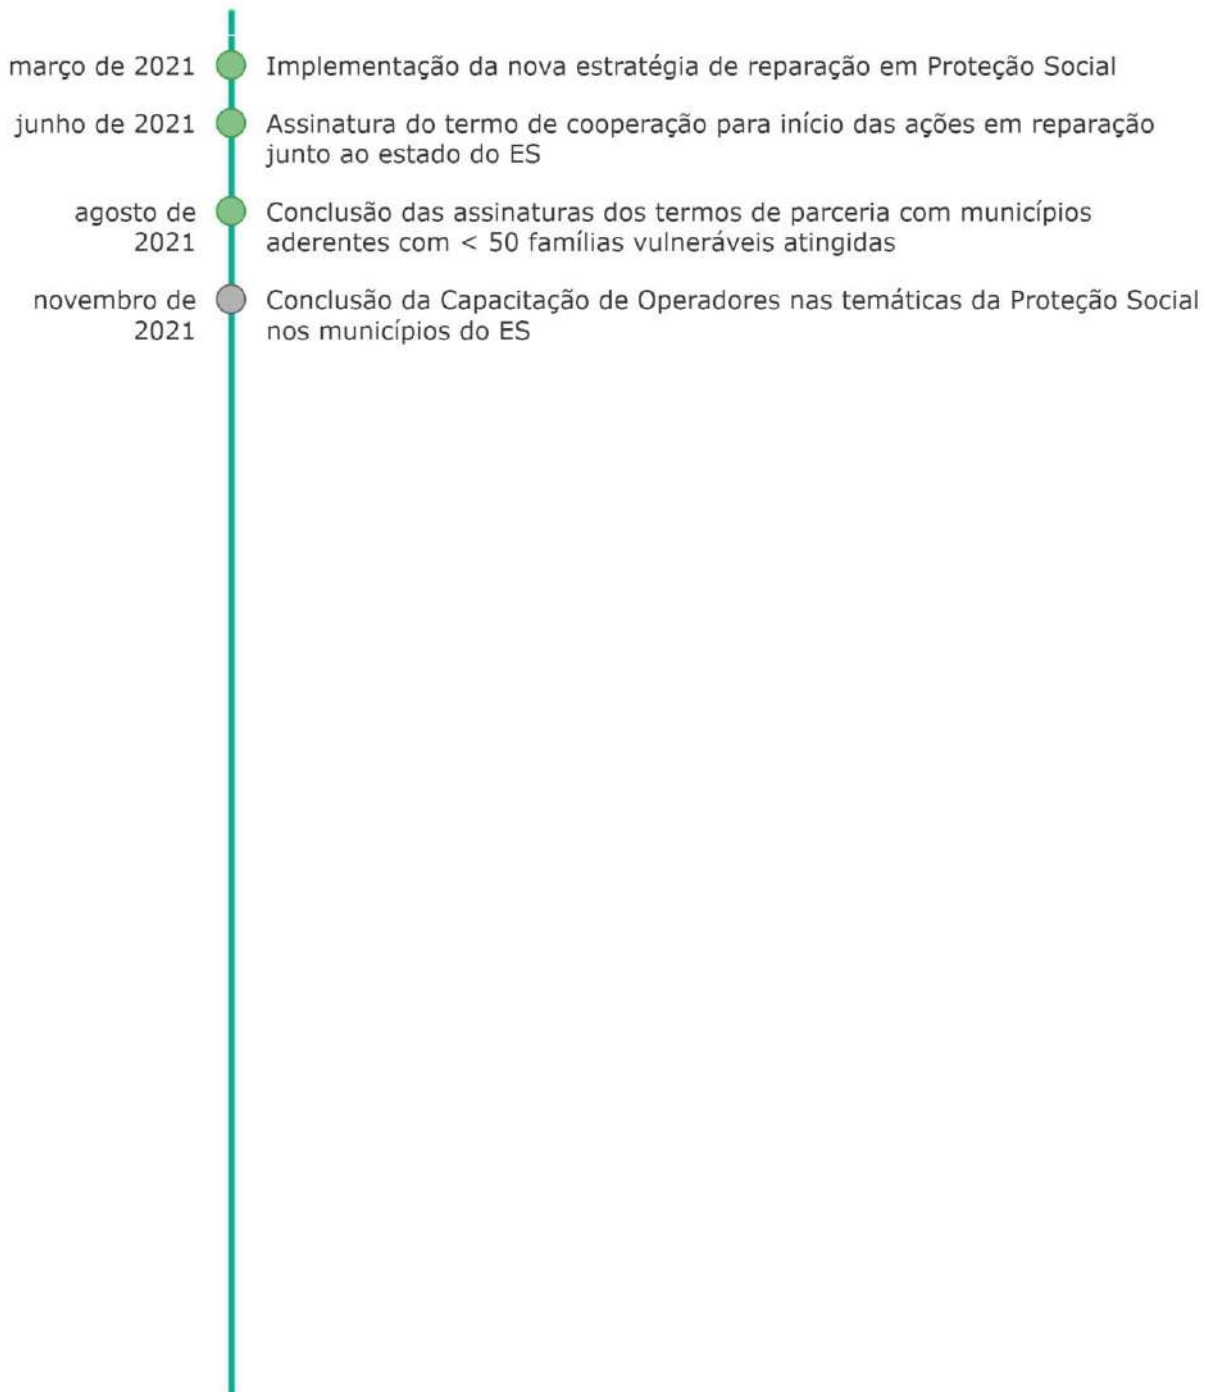 março de 2021 Implementação da nova estratégia de reparação em Proteção Social
junho de 2021 Assinatura do termo de cooperação para início das ações em reparação
junto ao estado do ES
agosto de Conclusão das assinaturas dos termos de parceria com municípios
2021 aderentes com < 50 famílias vulneráveis atingidas
novembro de Conclusão da Capacitação de Operadores nas temáticas da Proteção Social
2021 nos municípios do ES